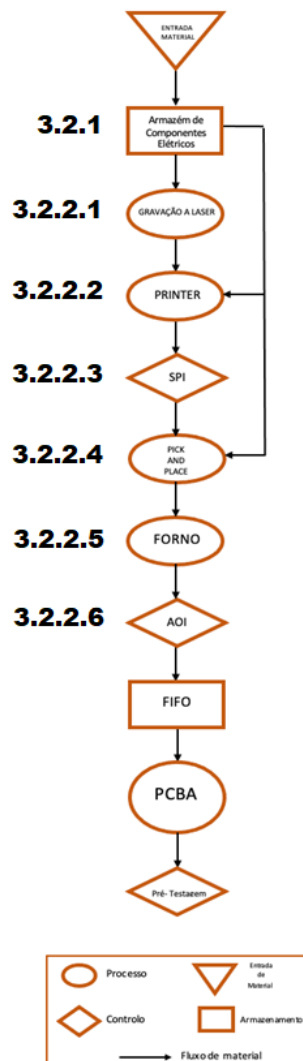 ENTRADA
MATERIAL
3.2.1
Armazém de
Componentes
Elétricos
3.2.2.1
GRAVAÇÃO A LASER
3.2.2.2
PRINTER
3.2.2.3
SPI
3.2.2.4
PICK
AND
PLACE
3.2.2.5
FORNO
3.2.2.6
AOI
FIFO
PCBA
Pré- Testagem
Processo
Entrada
de
Material
Controlo
Armazenamento
Fluxo de material